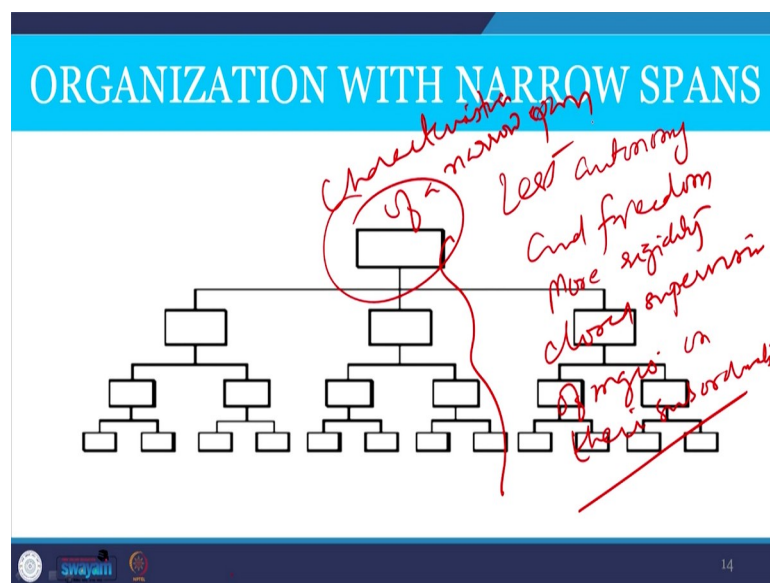 ORGANIZATION WITH NARROW SPANS
Characteristics
of a narrow span
Less autonomy
and freedom
More rigidity
closer supervision
of mgrs. on
their subordinates
swayam
14